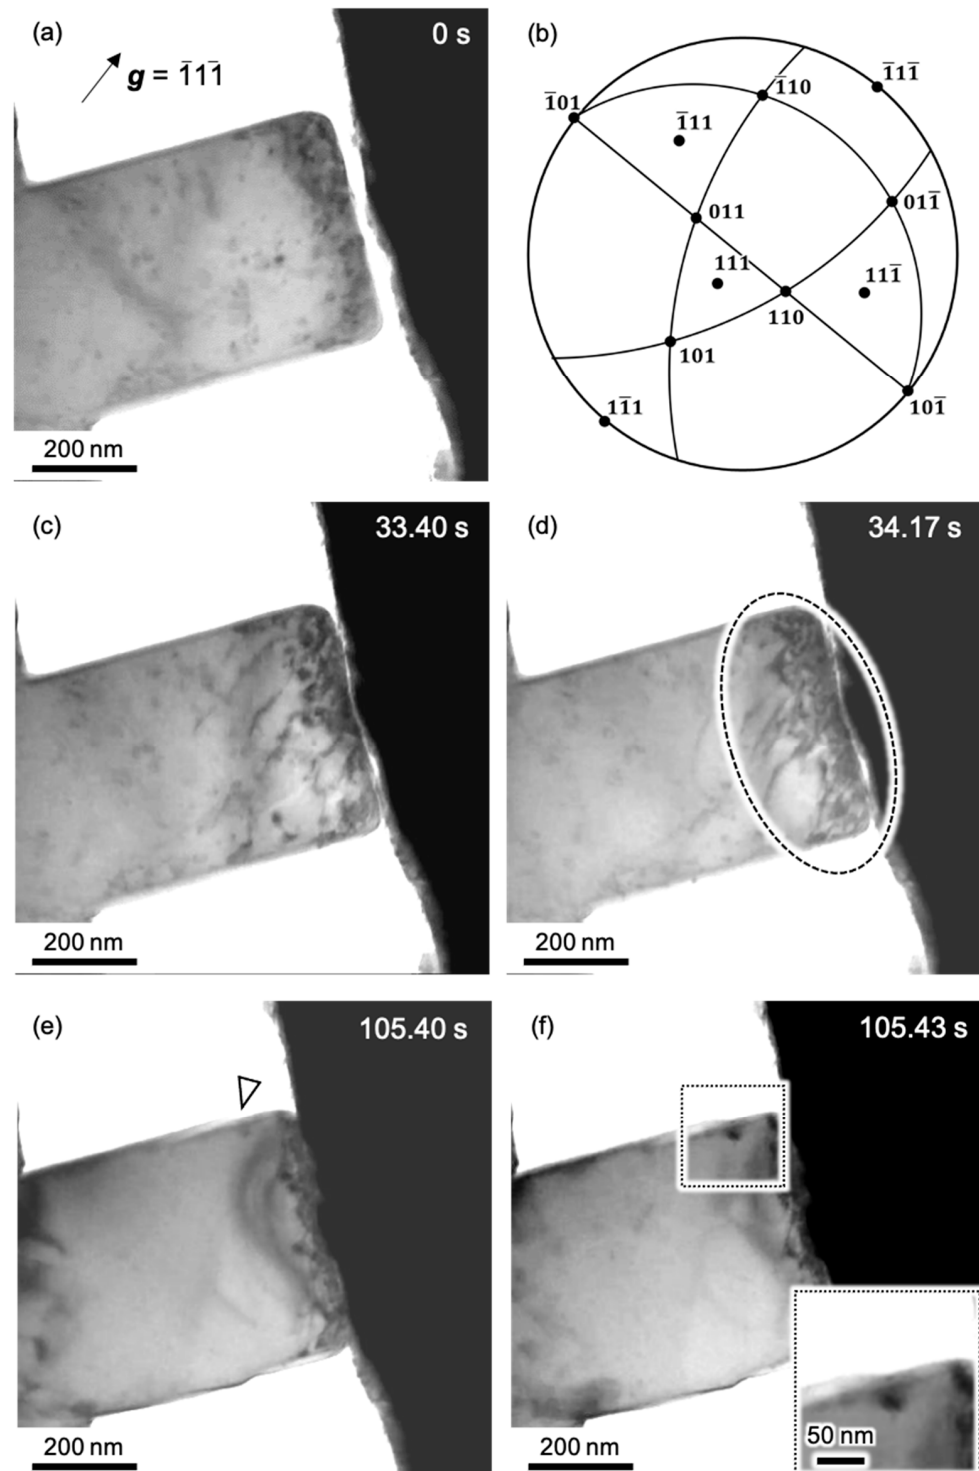 (a)
0 s
g = 1̄11̄
200 nm
(b)
1̄11̄
1̄10
1̄01
1̄11
011̄
011
111
111̄
110
101
11̄1
101̄
(c)
33.40 s
200 nm
(d)
34.17 s
200 nm
(e)
105.40 s
200 nm
(f)
105.43 s
50 nm
200 nm